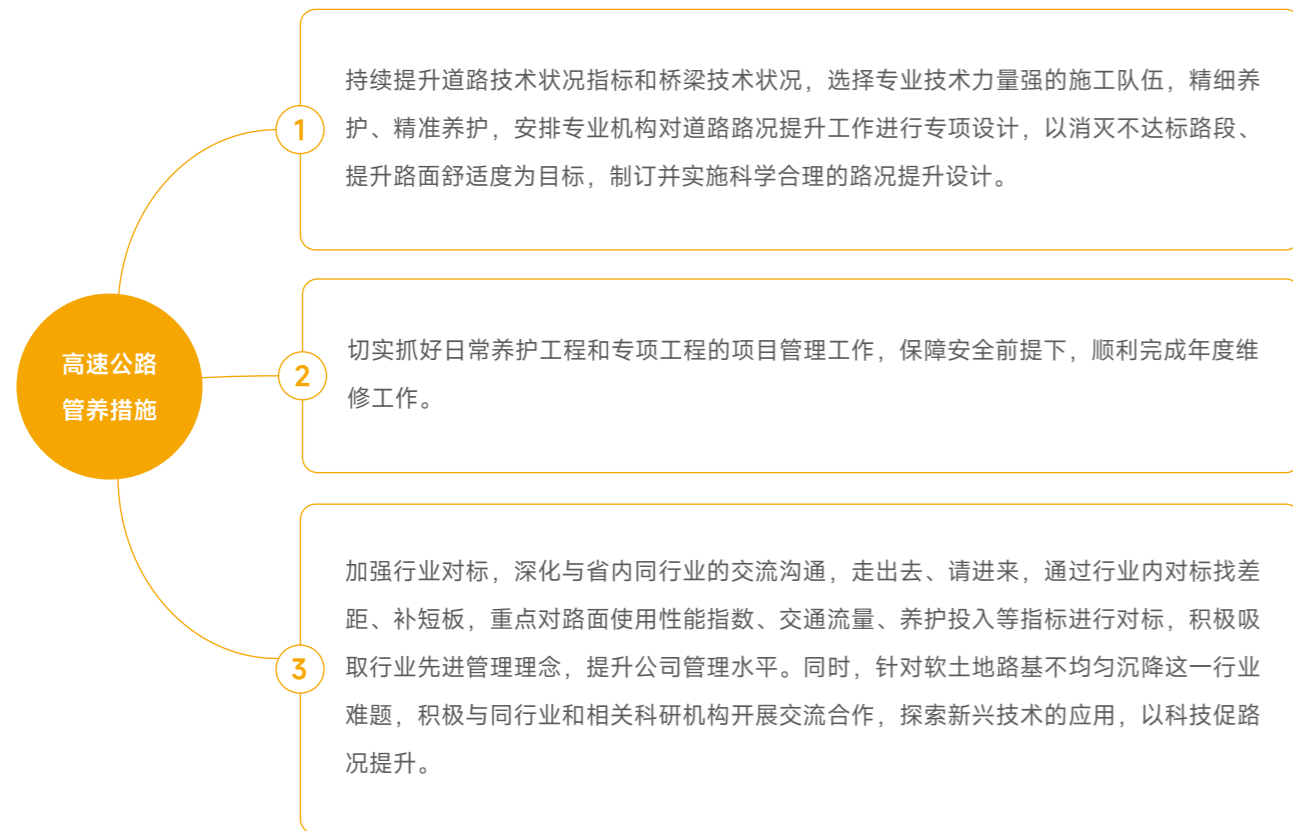 1
持续提升道路技术状况指标和桥梁技术状况，选择专业技术力量强的施工队伍，精细养
护、精准养护，安排专业机构对道路路况提升工作进行专项设计，以消灭不达标路段、
提升路面舒适度为目标，制订并实施科学合理的路况提升设计。
高速公路
管养措施
2
切实抓好日常养护工程和专项工程的项目管理工作，保障安全前提下，顺利完成年度维
修工作。
3
加强行业对标，深化与省内同行业的交流沟通，走出去、请进来，通过行业内对标找差
距、补短板，重点对路面使用性能指数、交通流量、养护投入等指标进行对标，积极吸
取行业先进管理理念，提升公司管理水平。同时，针对软土地路基不均匀沉降这一行业
难题，积极与同行业和相关科研机构开展交流合作，探索新兴技术的应用，以科技促路
况提升。